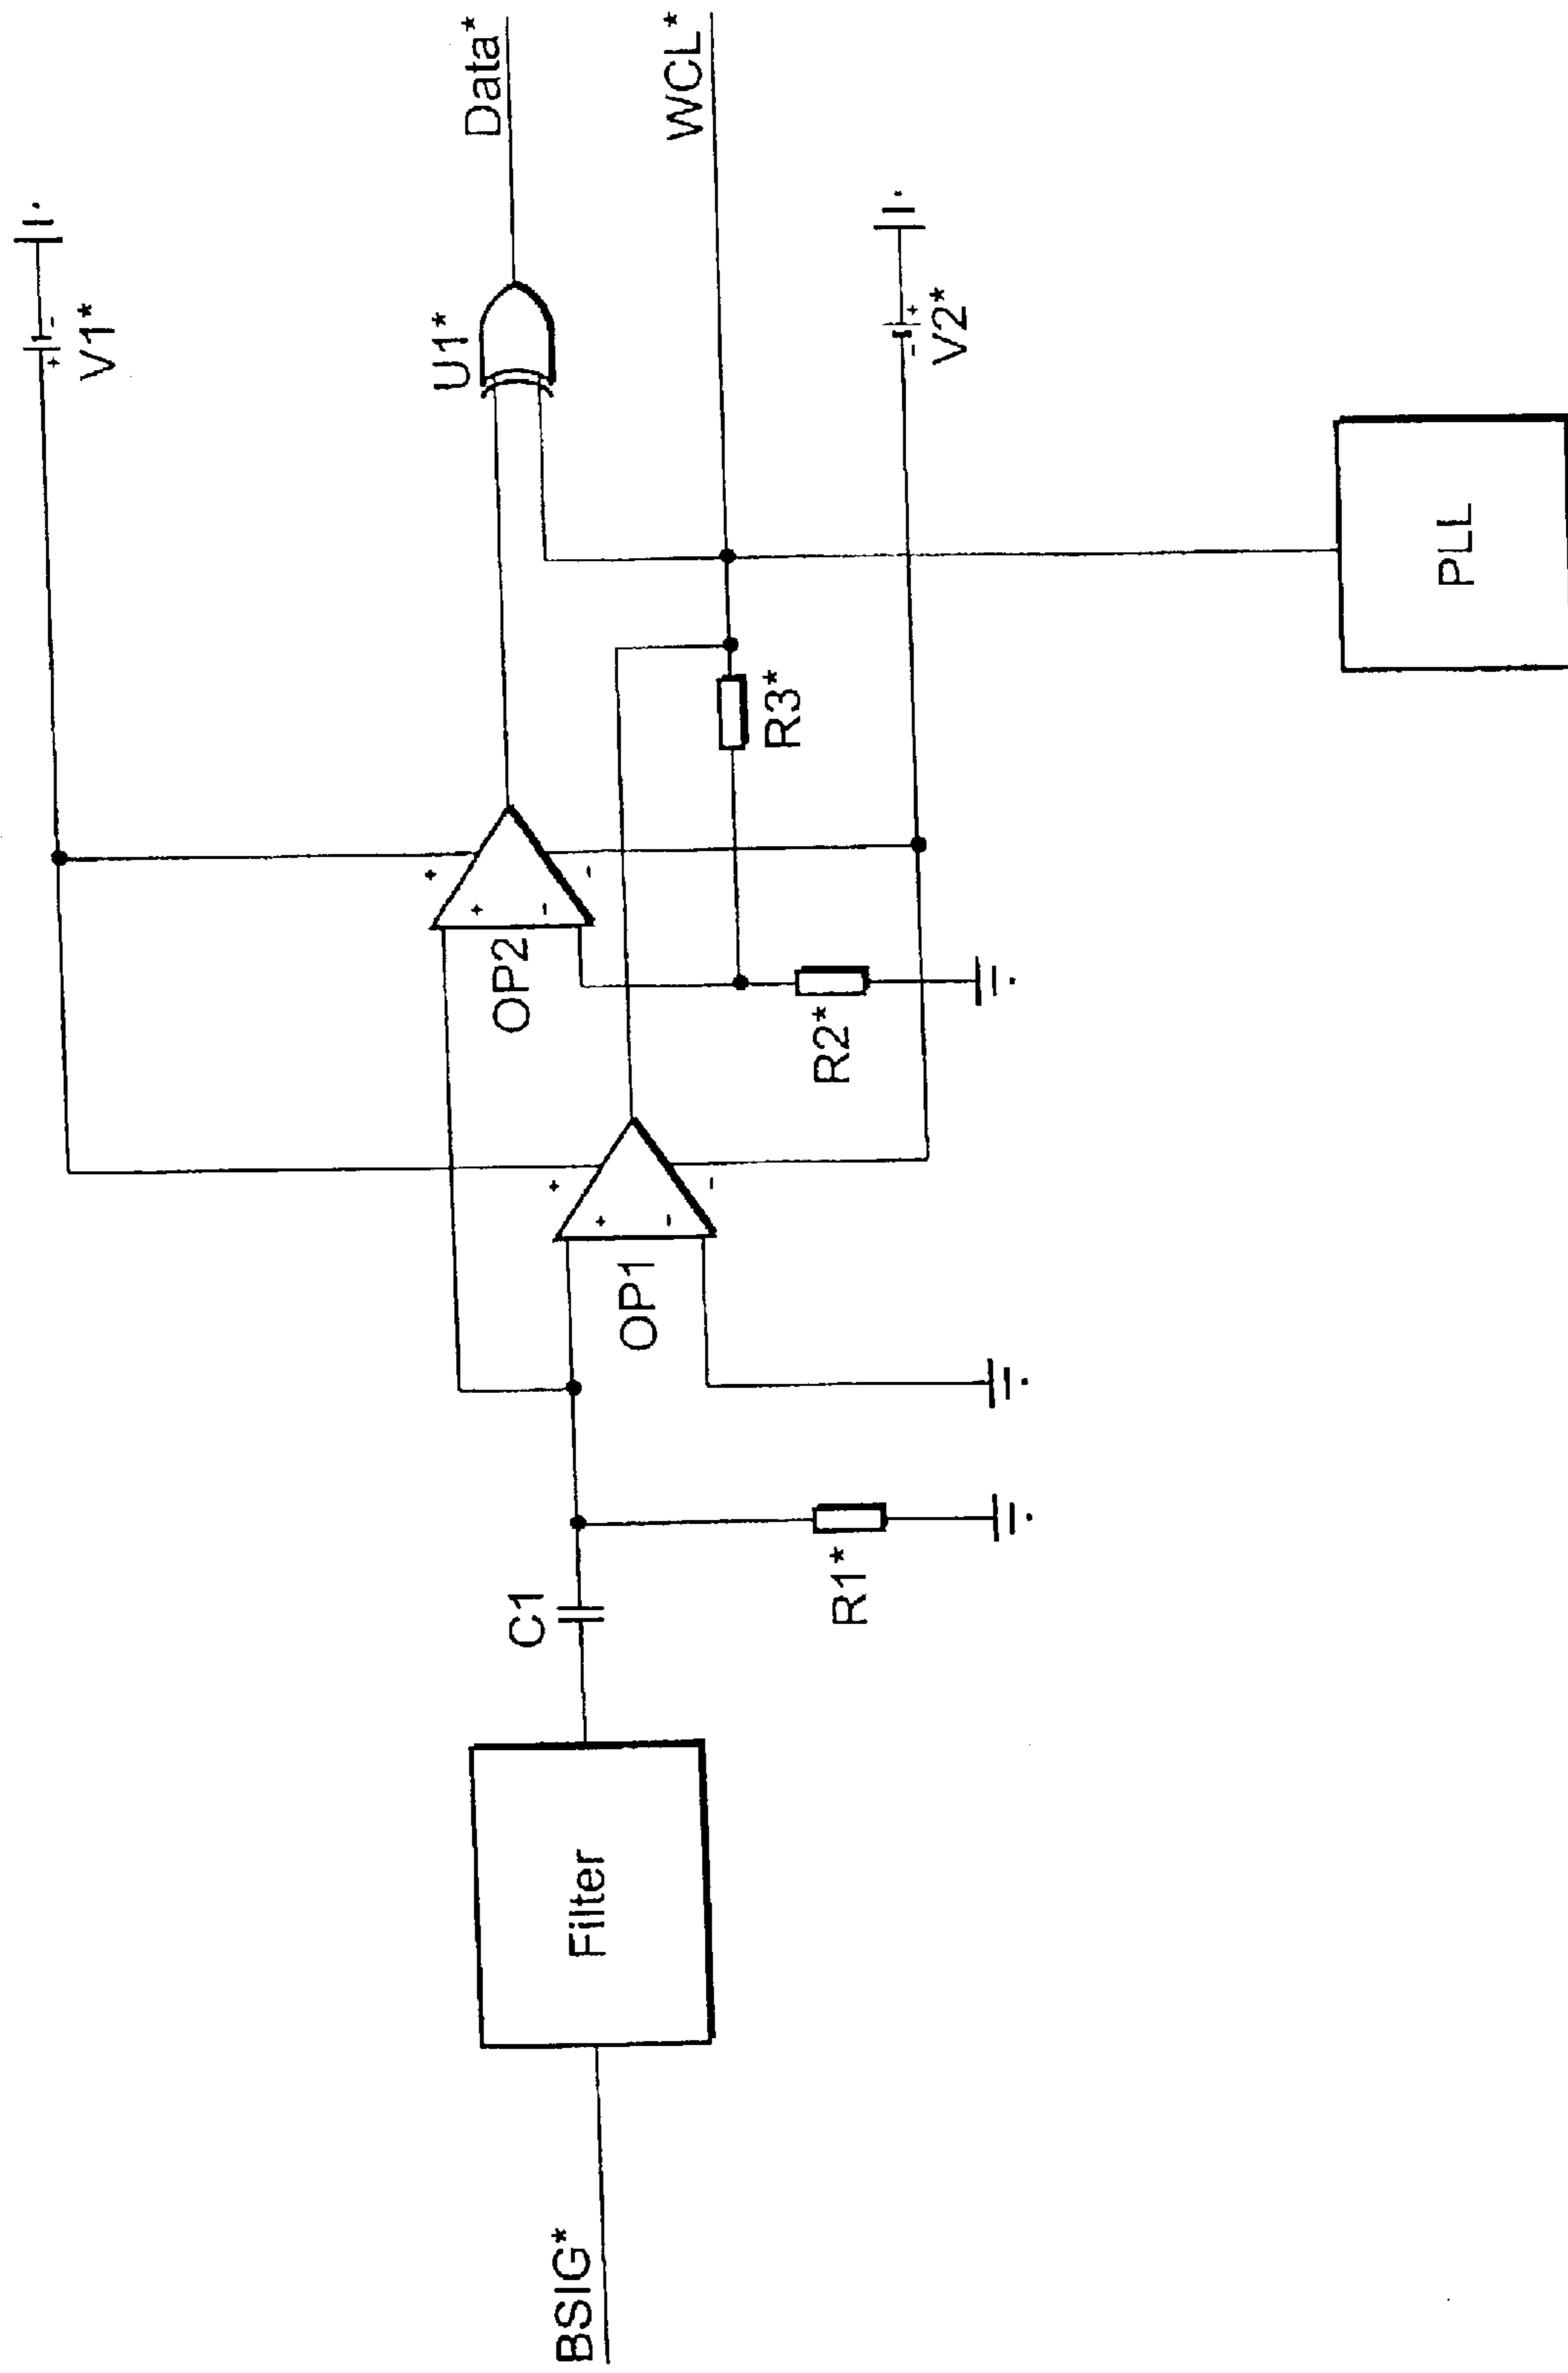 BSIG*
Filter
C1
R1*
OP1
+
-
+
-
OP2
+
-
+
-
R2*
R3*
U1*
V1*
+
-
V2*
-
+
PLL
Data*
WCL*